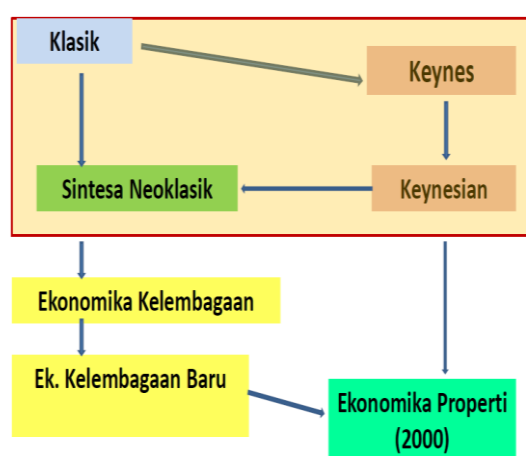 Klasik
Keynes
Sintesa Neoklasik
Keynesian
Ekonomika Kelembagaan
Ek. Kelembagaan Baru
Ekonomika Properti
(2000)